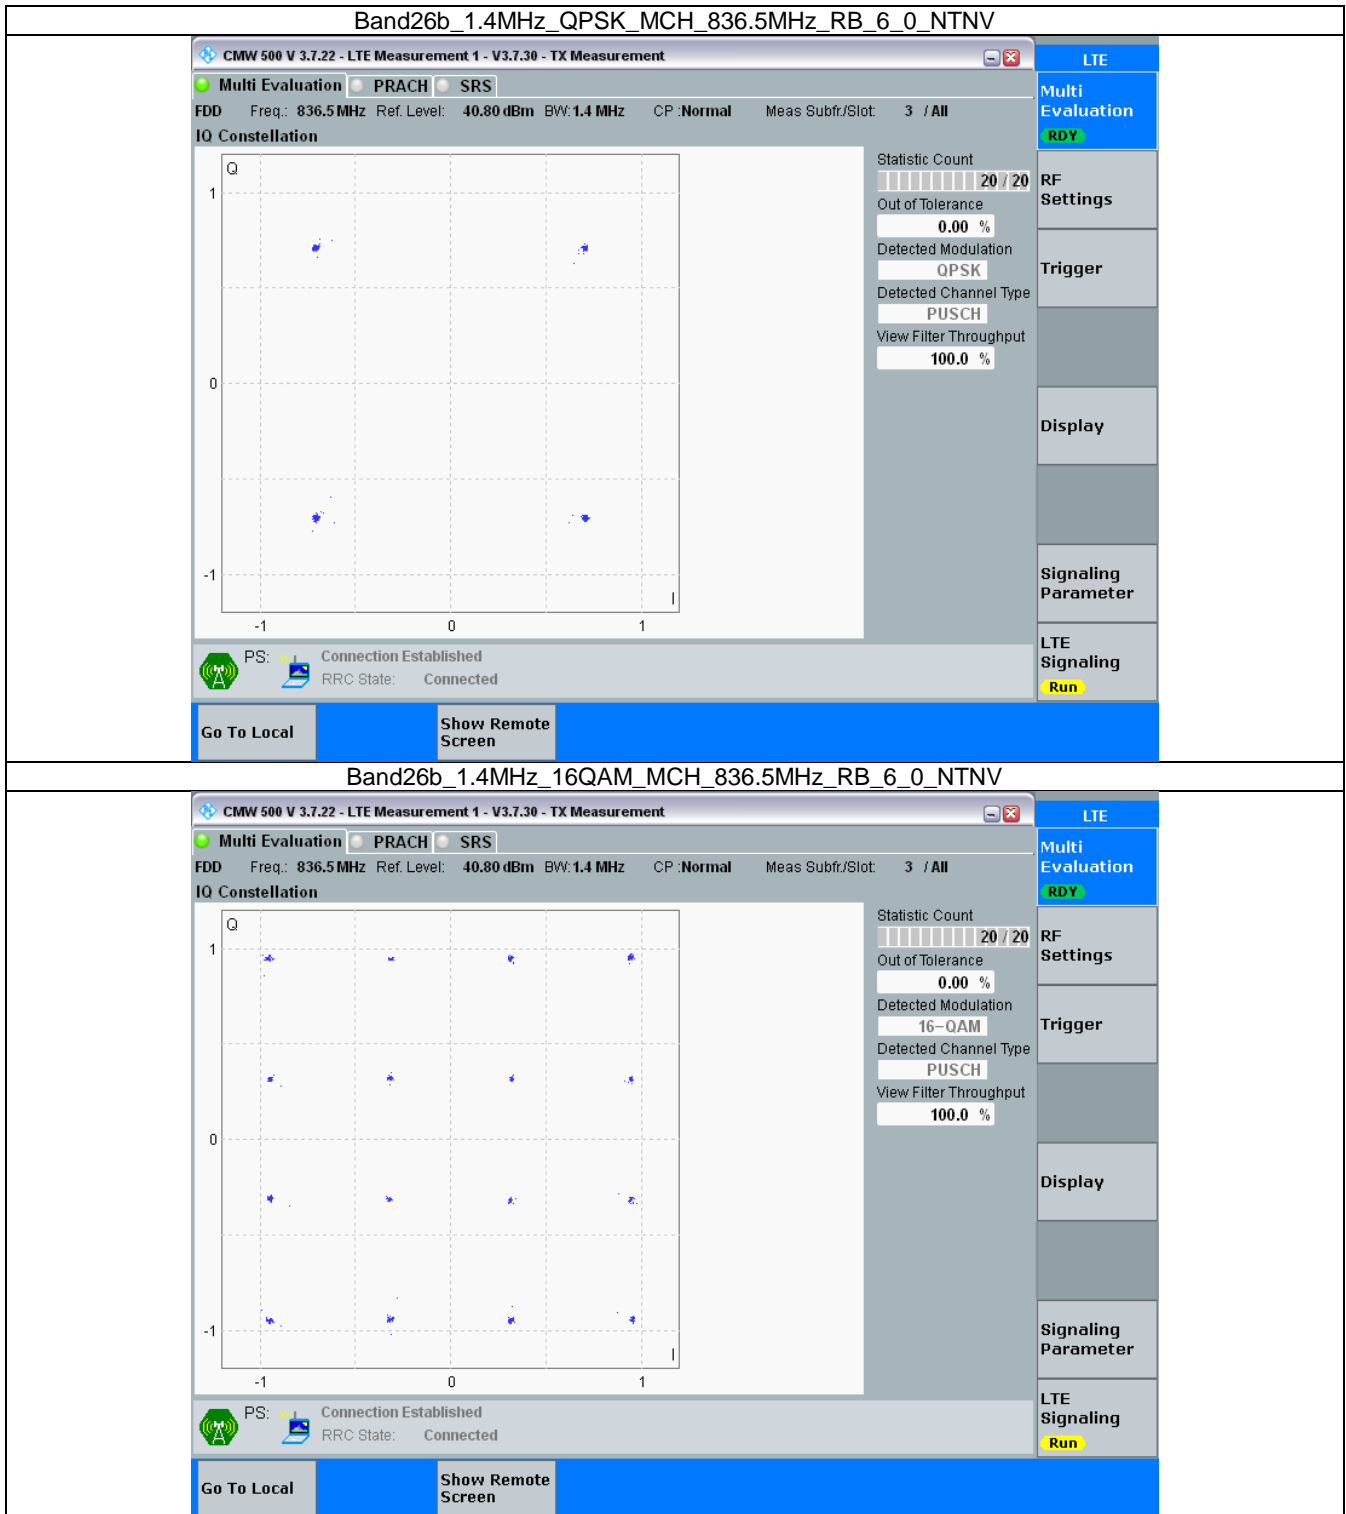 Band26b_1.4MHz_QPSK_MCH_836.5MHz_RB_6_0_NTNV
CMW 500 V 3.7.22 - LTE Measurement 1 - V3.7.30 - TX Measurement
LTE
Multi Evaluation PRACH SRS
Multi
Evaluation
RDY
FDD Freq.: 836.5 MHz Ref. Level: 40.80 dBm BW: 1.4 MHz CP : Normal Meas Subfr./Slot: 3 / All
IQ Constellation
Q
1
0
-1
I
-1 0 1
Statistic Count
20 / 20
Out of Tolerance
0.00 %
Detected Modulation
QPSK
Detected Channel Type
PUSCH
View Filter Throughput
100.0 %
RF
Settings
Trigger
Display
Signaling
Parameter
LTE
Signaling
Run
PS: Connection Established
RRC State: Connected
Go To Local
Show Remote
Screen
Band26b_1.4MHz_16QAM_MCH_836.5MHz_RB_6_0_NTNV
CMW 500 V 3.7.22 - LTE Measurement 1 - V3.7.30 - TX Measurement
LTE
Multi Evaluation PRACH SRS
Multi
Evaluation
RDY
FDD Freq.: 836.5 MHz Ref. Level: 40.80 dBm BW: 1.4 MHz CP : Normal Meas Subfr./Slot: 3 / All
IQ Constellation
Q
1
0
-1
I
-1 0 1
Statistic Count
20 / 20
Out of Tolerance
0.00 %
Detected Modulation
16-QAM
Detected Channel Type
PUSCH
View Filter Throughput
100.0 %
RF
Settings
Trigger
Display
Signaling
Parameter
LTE
Signaling
Run
PS: Connection Established
RRC State: Connected
Go To Local
Show Remote
Screen